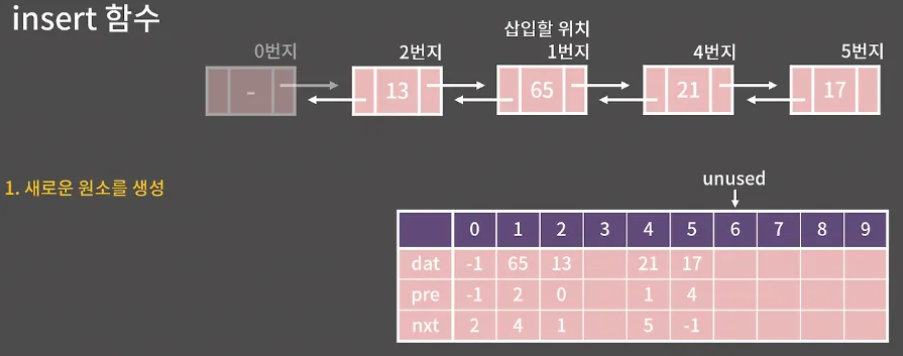 insert 함수
삽입할 위치
0번지 2번지 1번지 4번지 5번지
- 13 65 21 17
1. 새로운 원소를 생성
unused
0 1 2 3 4 5 6 7 8 9
dat -1 65 13 21 17
pre -1 2 0 1 4
nxt 2 4 1 5 -1